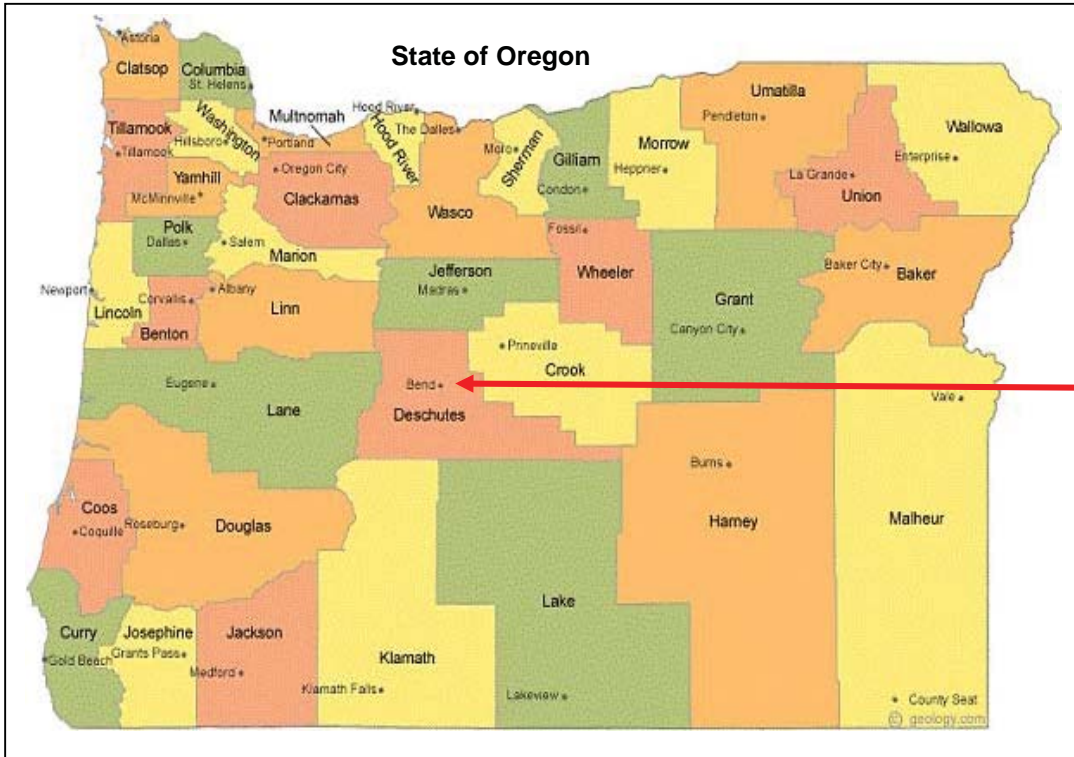 State of Oregon
Astoria
Clatsop
Columbia
St. Helens
Tillamook
Tillamook
Washington
Hillsboro
Multnomah
Portland
Hood River
Hood River
The Dalles
Oregon City
Clackamas
Yamhill
McMinnville
Wasco
Moro
Sherman
Gilliam
Condon
Morrow
Heppner
Umatilla
Pendleton
Wallowa
Enterprise
La Grande
Union
Polk
Dallas
Salem
Marion
Jefferson
Madras
Fossil
Wheeler
Grant
Canyon City
Baker City
Baker
Newport
Lincoln
Corvallis
Benton
Albany
Linn
Prineville
Crook
Eugene
Lane
Bend
Deschutes
Vale
Coos
Coquille
Roseburg
Douglas
Burns
Harney
Malheur
Curry
Gold Beach
Josephine
Grants Pass
Jackson
Medford
Klamath
Klamath Falls
Lake
Lakeview
County Seat
© geology.com